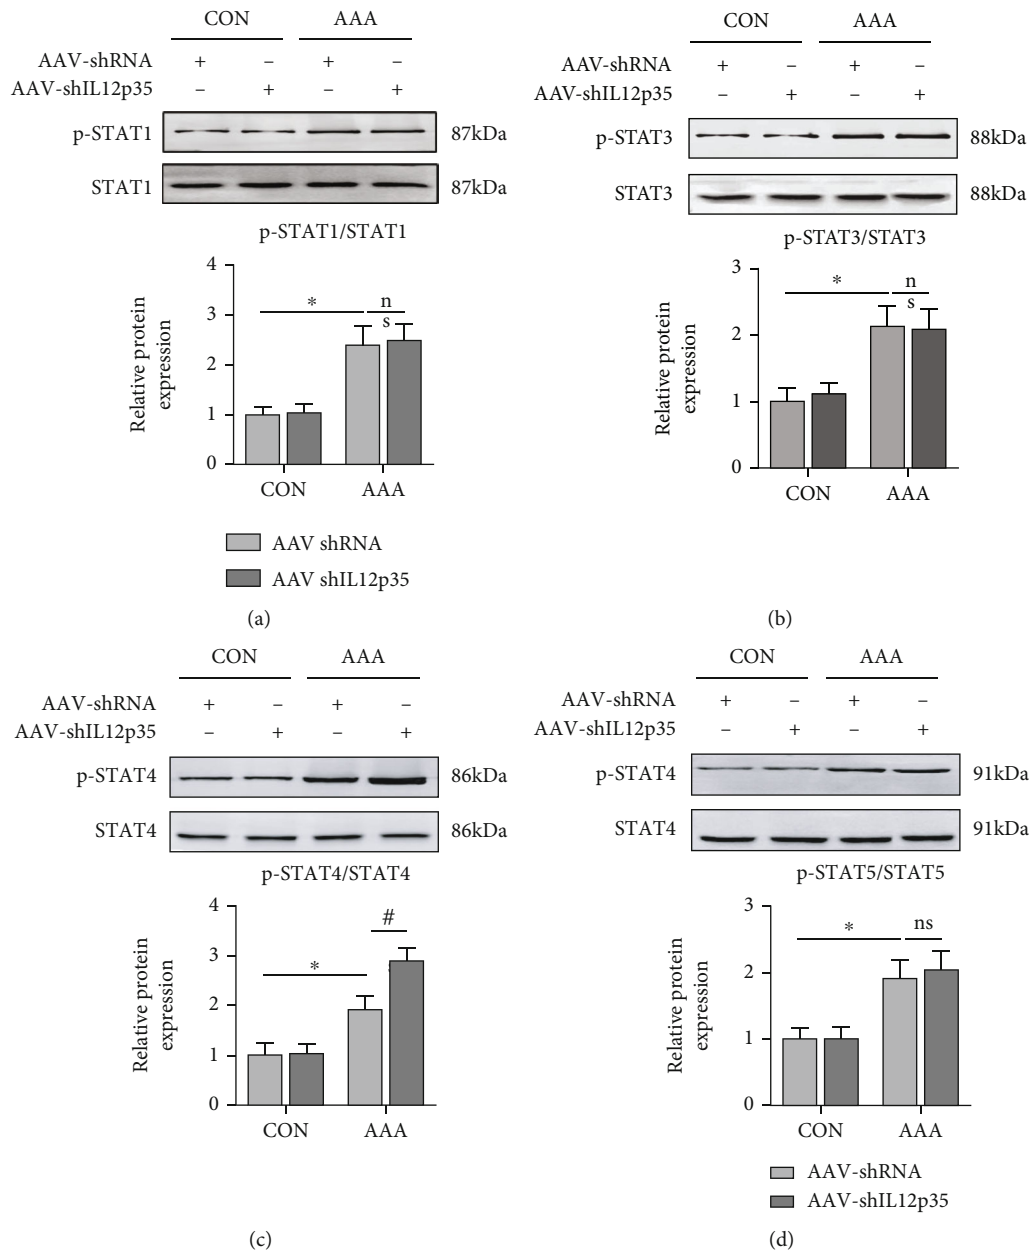 CON AAA
AAV-shRNA + – + –
AAV-shIL12p35 – + – +
p-STAT1 87kDa
STAT1 87kDa
p-STAT1/STAT1
4
3
2
1
0
Relative protein
expression
* n
s
CON AAA
AAV shRNA
AAV shIL12p35
(a)
CON AAA
AAV-shRNA + – + –
AAV-shIL12p35 – + – +
p-STAT3 88kDa
STAT3 88kDa
p-STAT3/STAT3
3
2
1
0
Relative protein
expression
* n
s
CON AAA
(b)
CON AAA
AAV-shRNA + – + –
AAV-shIL12p35 – + – +
p-STAT4 86kDa
STAT4 86kDa
p-STAT4/STAT4
4
3
2
1
0
Relative protein
expression
* #
CON AAA
(c)
CON AAA
AAV-shRNA + – + –
AAV-shIL12p35 – + – +
p-STAT4 91kDa
STAT4 91kDa
p-STAT5/STAT5
3
2
1
0
Relative protein
expression
* ns
CON AAA
AAV-shRNA
AAV-shIL12p35
(d)